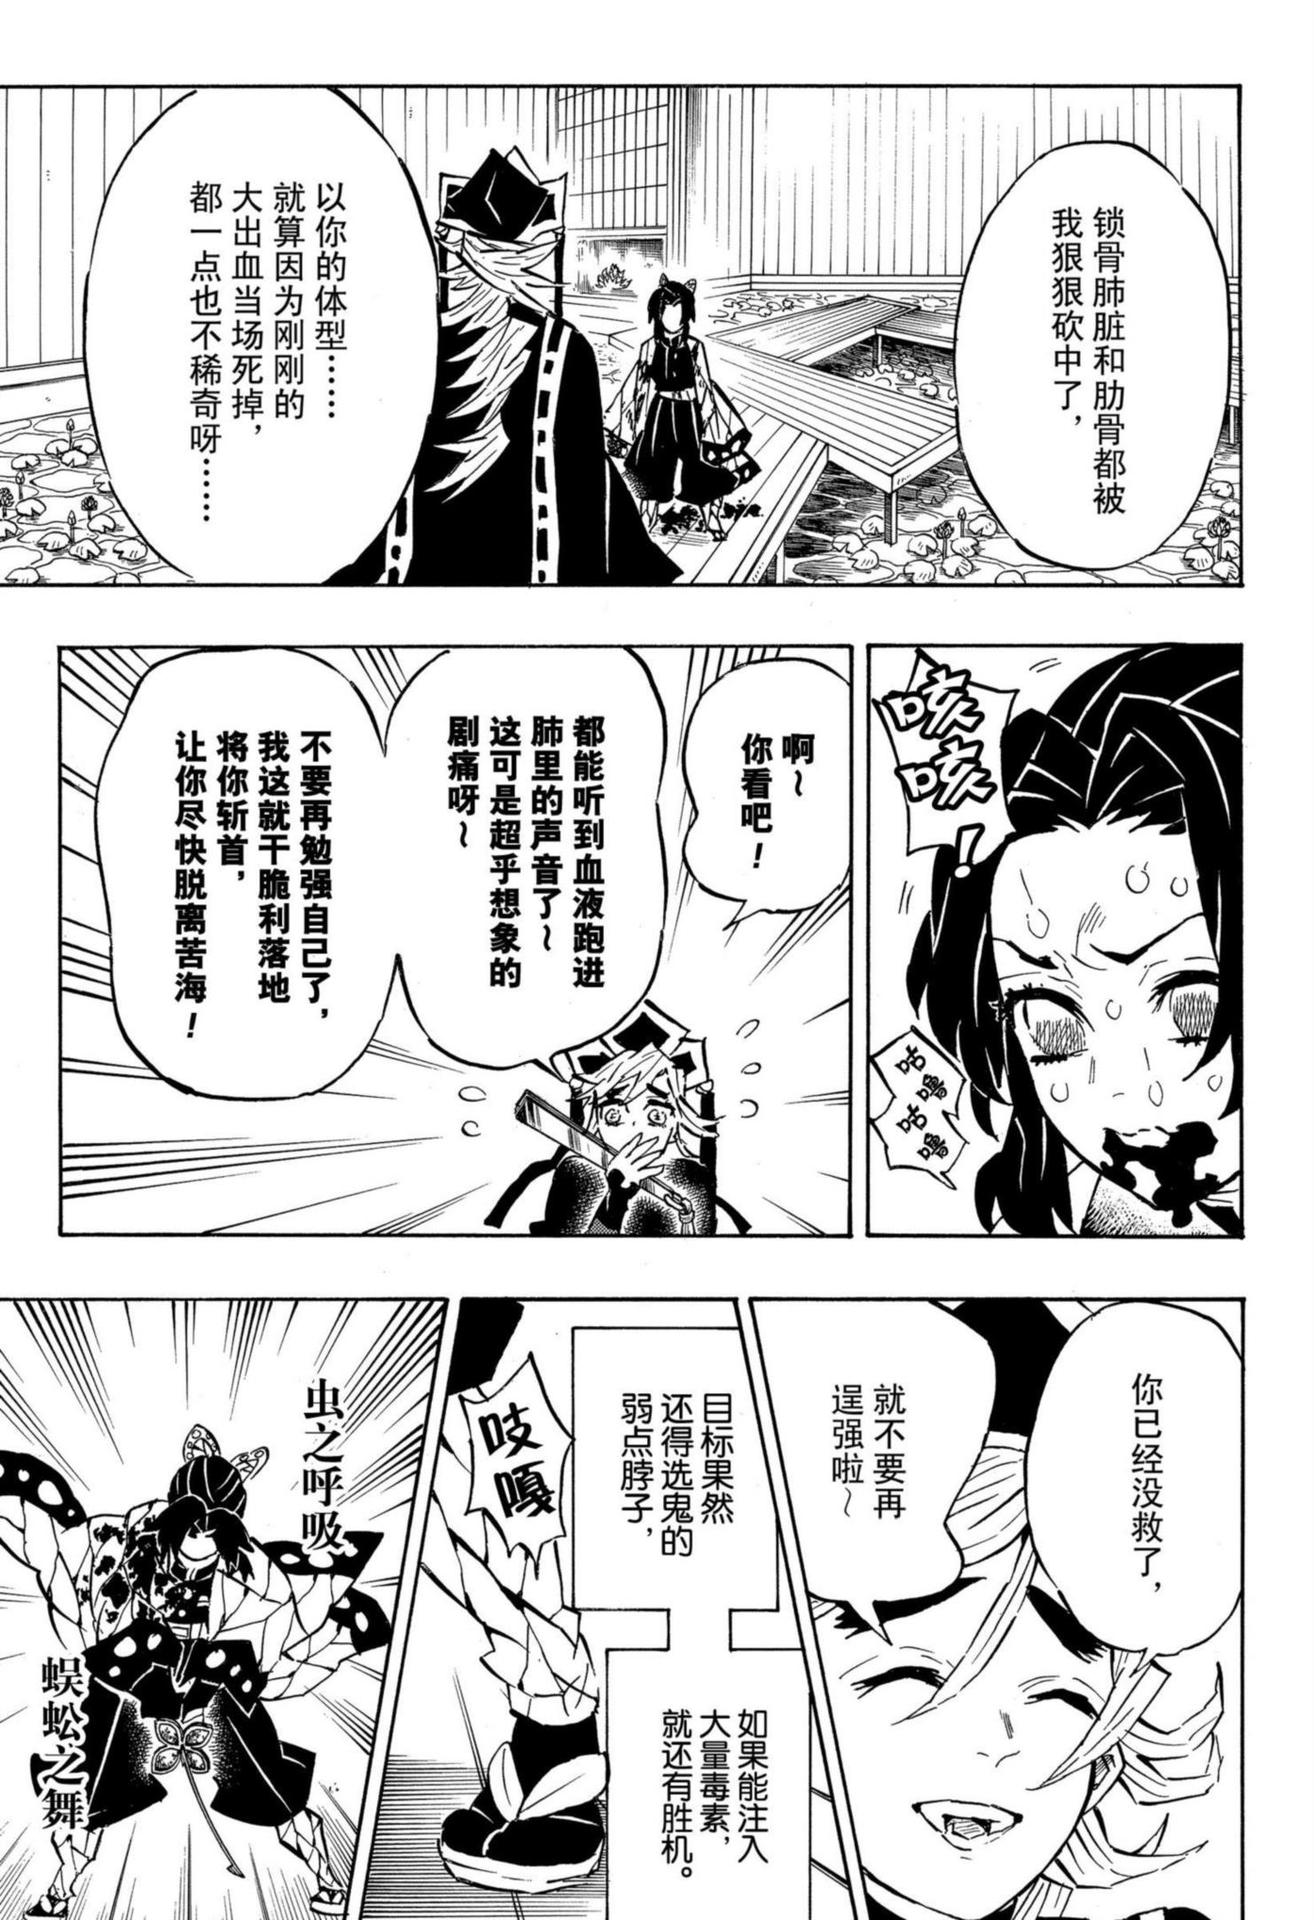 锁骨肺脏和肋骨都被
我狠狠砍中了，
以你的体型……
就算因为刚刚的
大出血当场死掉，
都一点也不稀奇呀……
咳咳！
咕噜
咕噜
啊～
你看吧！
都能听到血液跑进
肺里的声音了～
这可是超乎想象的
剧痛呀～
不要再勉强自己了，
我这就干脆利落地
将你斩首，
让你尽快脱离苦海！
你已经没救了，
就不要再
逞强啦～
目标果然
还得选鬼的
弱点脖子，
如果能注入
大量毒素，
就还有胜机。
吱嘎
虫之呼吸
蜈蚣之舞